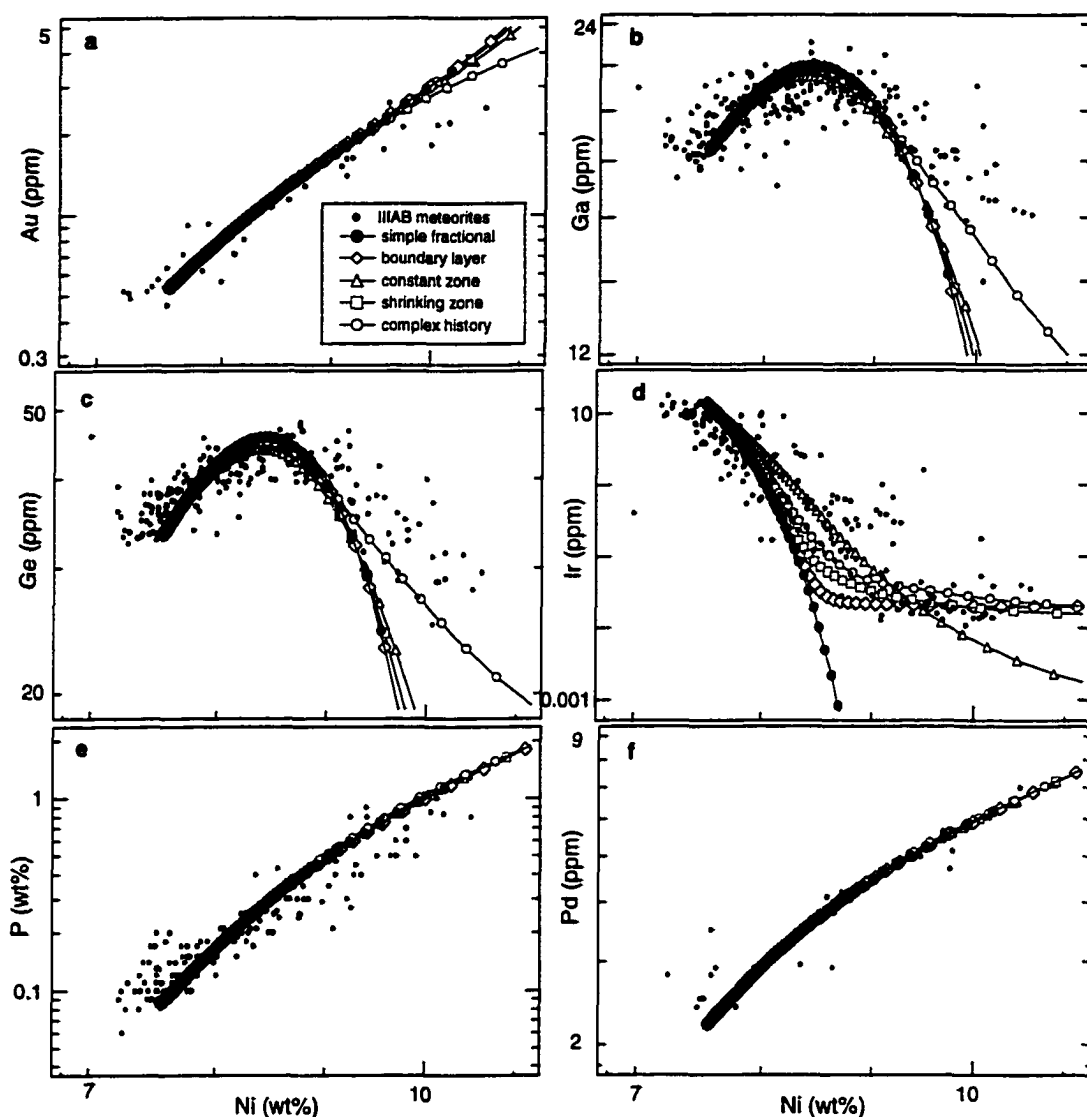 a
5
Au (ppm)
0.3
IIIAB meteorites
simple fractional
boundary layer
constant zone
shrinking zone
complex history
7
10
b
24
Ga (ppm)
12
c
50
Ge (ppm)
20
d
10
Ir (ppm)
0.001
e
1
P (wt%)
0.1
7
Ni (wt%)
10
f
9
Pd (ppm)
2
7
Ni (wt%)
10